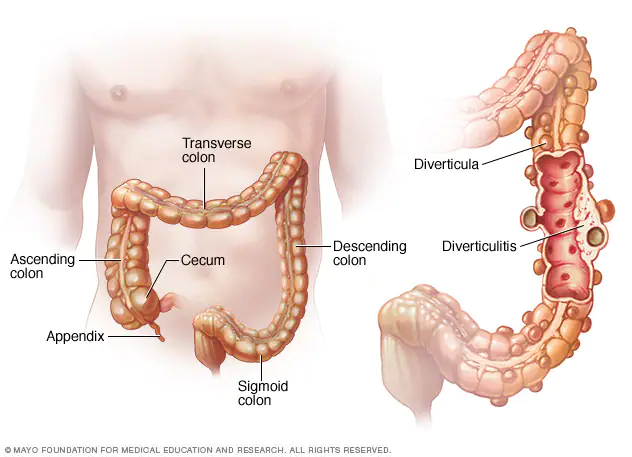 Transverse
colon
Diverticula
Ascending
colon
Cecum
Descending
colon
Diverticulitis
Appendix
Sigmoid
colon
© MAYO FOUNDATION FOR MEDICAL EDUCATION AND RESEARCH. ALL RIGHTS RESERVED.